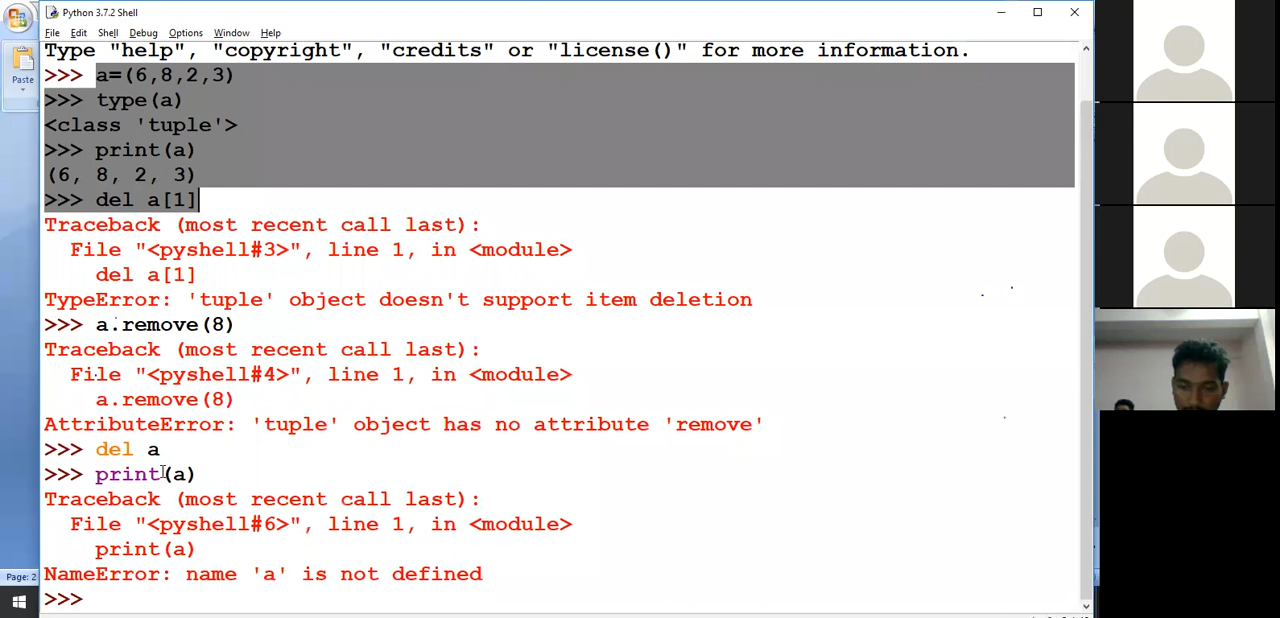 Python 3.7.2 Shell
File Edit Shell Debug Options Window Help
Type "help", "copyright", "credits" or "license()" for more information.
>>> a=(6,8,2,3)
>>> type(a)
<class 'tuple'>
>>> print(a)
(6, 8, 2, 3)
>>> del a[1]
Traceback (most recent call last):
  File "<pyshell#3>", line 1, in <module>
    del a[1]
TypeError: 'tuple' object doesn't support item deletion
>>> a.remove(8)
Traceback (most recent call last):
  File "<pyshell#4>", line 1, in <module>
    a.remove(8)
AttributeError: 'tuple' object has no attribute 'remove'
>>> del a
>>> print(a)
Traceback (most recent call last):
  File "<pyshell#6>", line 1, in <module>
    print(a)
NameError: name 'a' is not defined
>>>
Paste
Page: 2